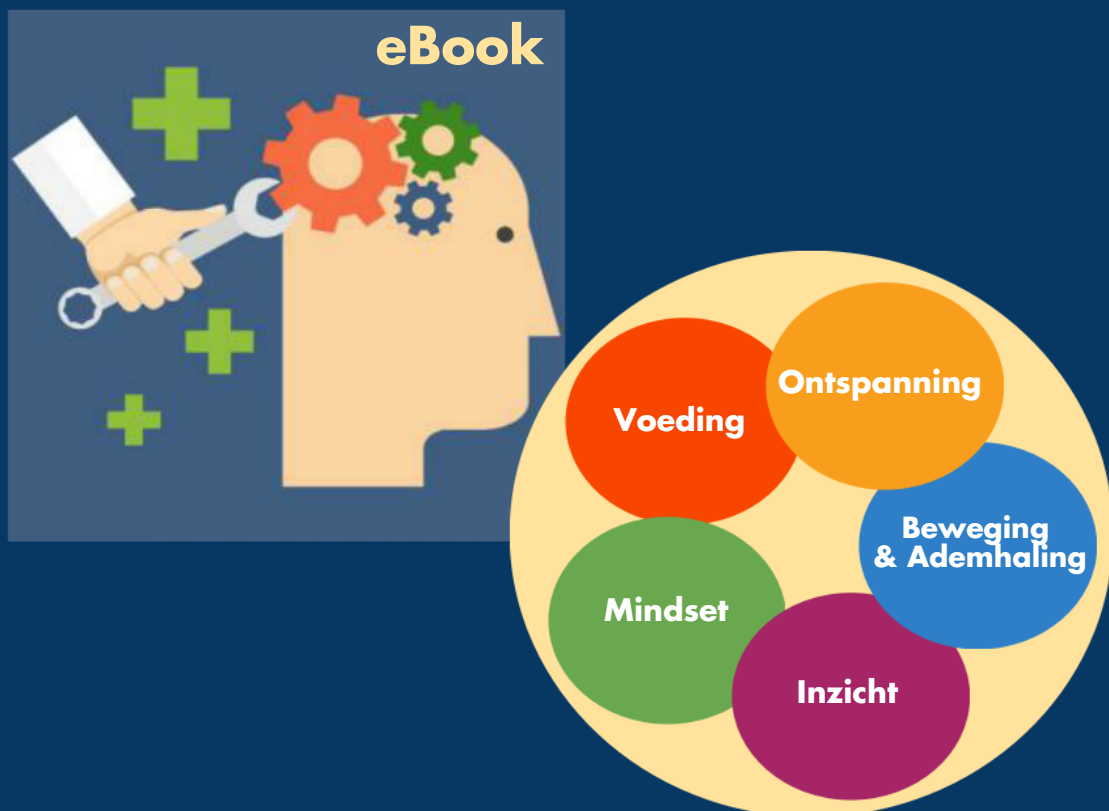 eBook
Ontspanning
Voeding
Beweging
& Ademhaling
Mindset
Inzicht